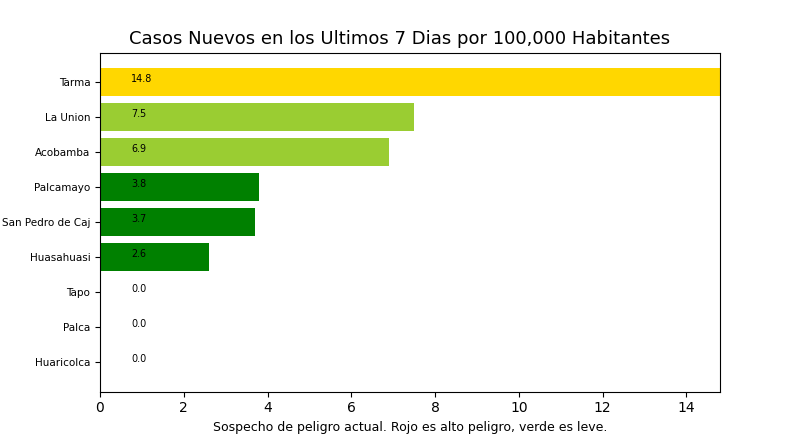 Casos Nuevos en los Ultimos 7 Dias por 100,000 Habitantes
Tarma 14.8
La Union 7.5
Acobamba 6.9
Palcamayo 3.8
San Pedro de Caj 3.7
Huasahuasi 2.6
Tapo 0.0
Palca 0.0
Huaricolca 0.0
0 2 4 6 8 10 12 14
Sospecho de peligro actual. Rojo es alto peligro, verde es leve.